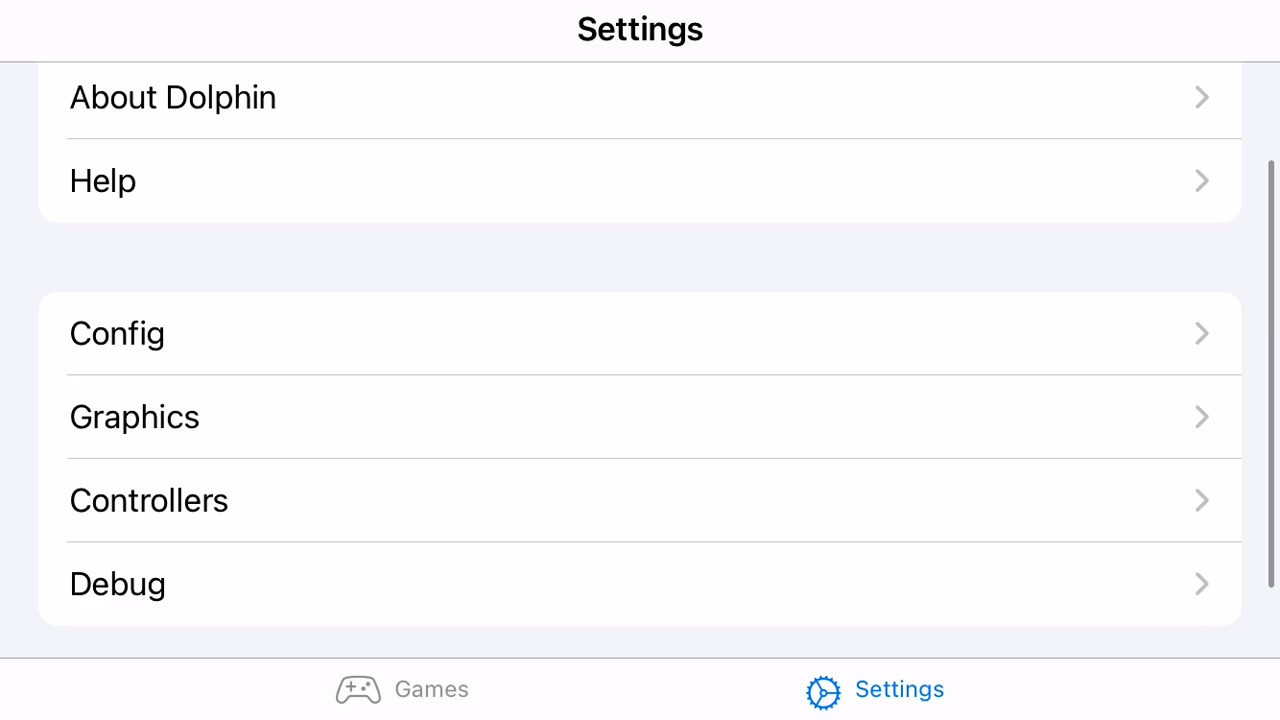 Settings
About Dolphin
Help
Config
Graphics
Controllers
Debug
Games
Settings